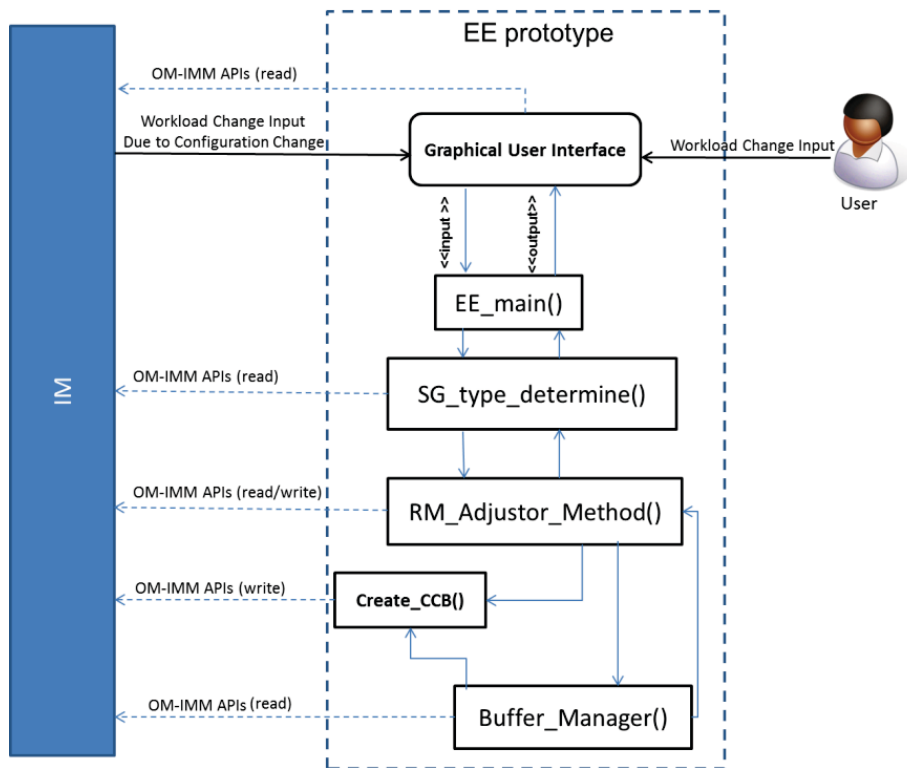 EE prototype
OM-IMM APIs (read)
Workload Change Input
Due to Configuration Change
Graphical User Interface
Workload Change Input
User
<<input >>
<<output>>
EE_main()
IM
OM-IMM APIs (read)
SG_type_determine()
OM-IMM APIs (read/write)
RM_Adjustor_Method()
OM-IMM APIs (write)
Create_CCB()
OM-IMM APIs (read)
Buffer_Manager()